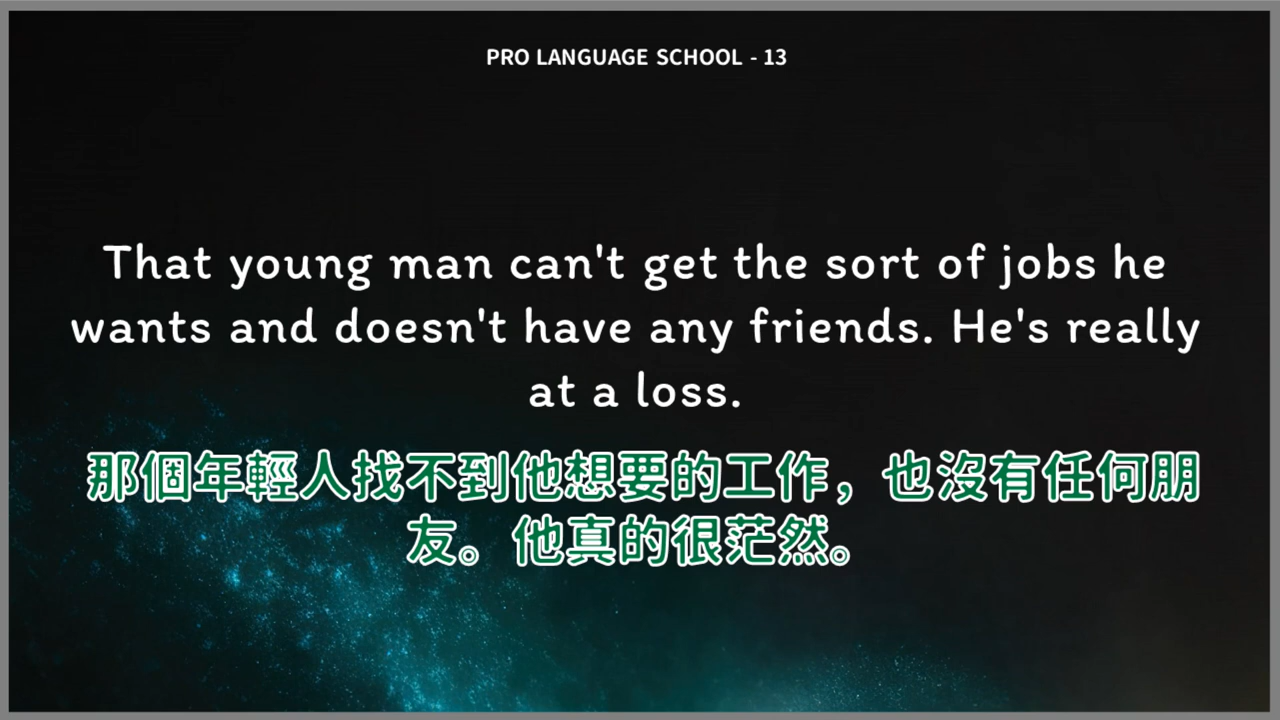 PRO LANGUAGE SCHOOL - 13
That young man can't get the sort of jobs he
wants and doesn't have any friends. He's really
at a loss.
那個年輕人找不到他想要的工作，也沒有任何朋
友。他真的很茫然。